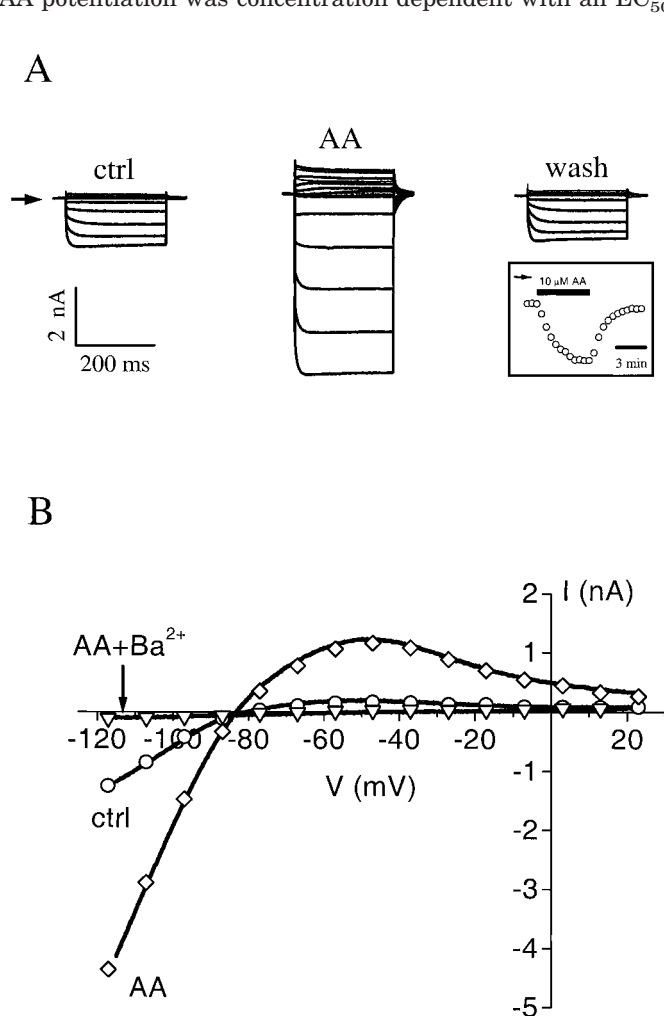 AA potentiation was concentration dependent with an EC50
A
ctrl
AA
wash
2 nA
200 ms
10 µM AA
3 min
B
2
I (nA)
AA+Ba2+
1
-120 -100 -80 -60 -40 -20 20
V (mV)
-1
ctrl
-2
-3
-4
AA
-5